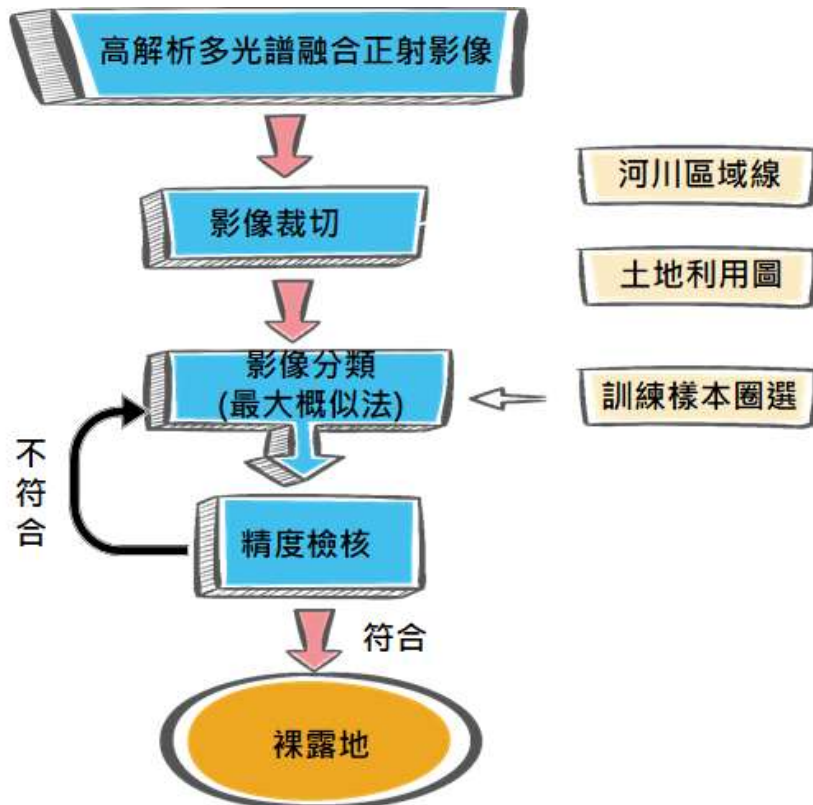 高解析多光譜融合正射影像
影像裁切
河川區域線
土地利用圖
影像分類
(最大概似法)
訓練樣本圈選
不
符
合
精度檢核
符合
裸露地